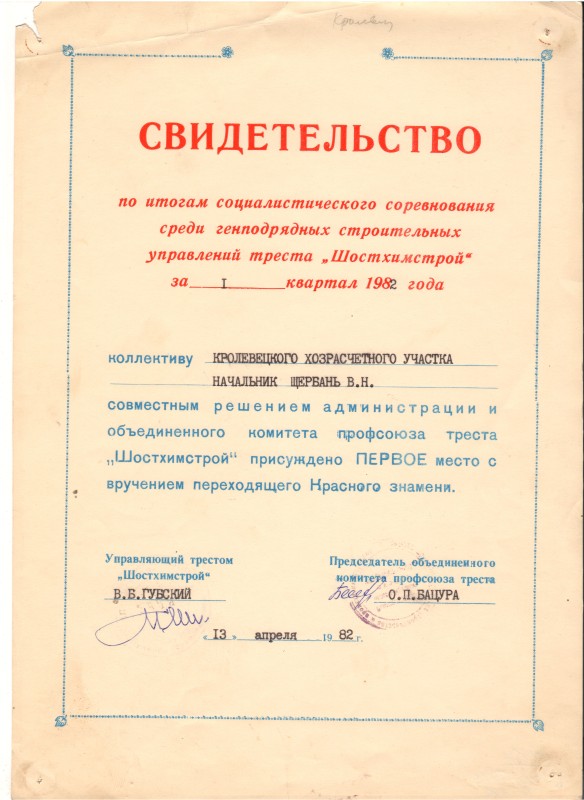 Кролевец
СВИДЕТЕЛЬСТВО
по итогам социалистического соревнования
среди генподрядных строительных
управлений треста „Шостхимстрой“
за I квартал 1982 года
коллективу КРОЛЕВЕЦКОГО ХОЗРАСЧЕТНОГО УЧАСТКА
НАЧАЛЬНИК ЩЕРБАНЬ В.Н.
совместным решением администрации и
объединенного комитета профсоюза треста
„Шостхимстрой“ присуждено ПЕРВОЕ место с
вручением переходящего Красного знамени.
Управляющий трестом
„Шостхимстрой“
В.Б.ГУБСКИЙ
Председатель объединенного
комитета профсоюза треста
О.П.БАЦУРА
«13» апреля 1982 г.